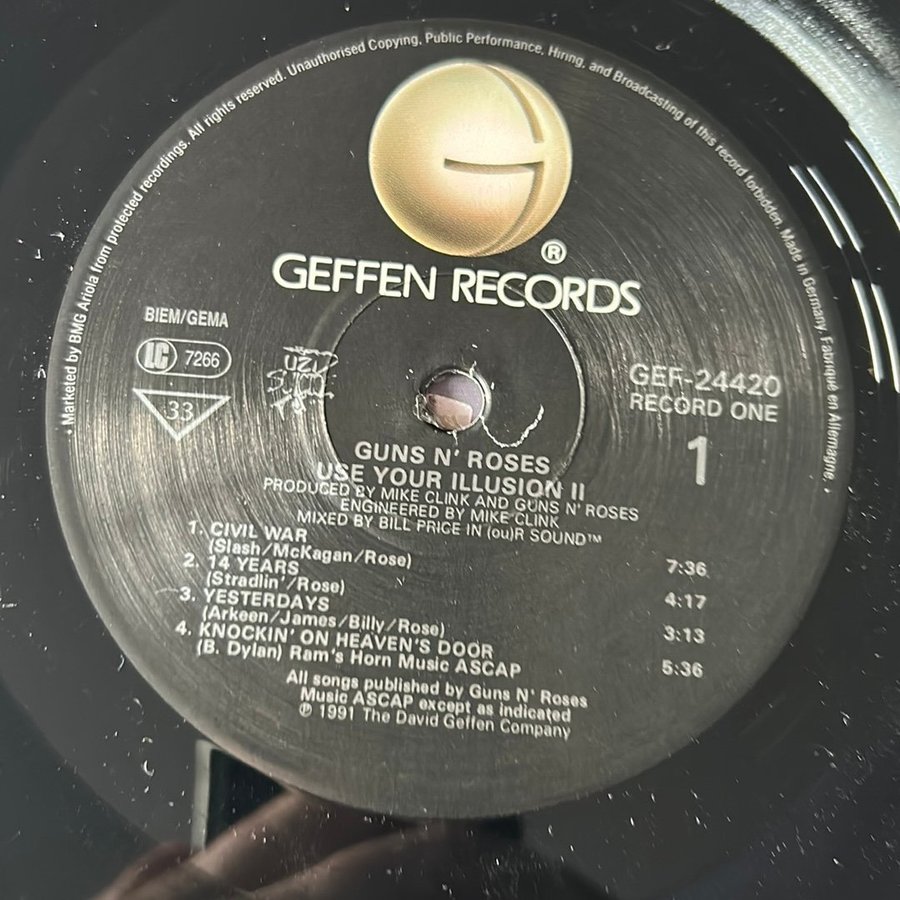 • Marketed by BMG Ariola from protected recordings. All rights reserved. Unauthorised Copying, Public Performance, Hiring, and Broadcasting of this record forbidden. Made in Germany. Fabriqué en Allemagne. •
®
GEFFEN RECORDS
BIEM/GEMA
LC 7266
33
GEF-24420
RECORD ONE
1
GUNS N' ROSES
USE YOUR ILLUSION II
PRODUCED BY MIKE CLINK AND GUNS N' ROSES
ENGINEERED BY MIKE CLINK
MIXED BY BILL PRICE IN (ou)R SOUND™
1. CIVIL WAR
(Slash/McKagan/Rose) 7:36
2. 14 YEARS
(Stradlin'/Rose) 4:17
3. YESTERDAYS
(Arkeen/James/Billy/Rose) 3:13
4. KNOCKIN' ON HEAVEN'S DOOR
(B. Dylan) Ram's Horn Music ASCAP 5:36
All songs published by Guns N' Roses
Music ASCAP except as indicated
℗ 1991 The David Geffen Company